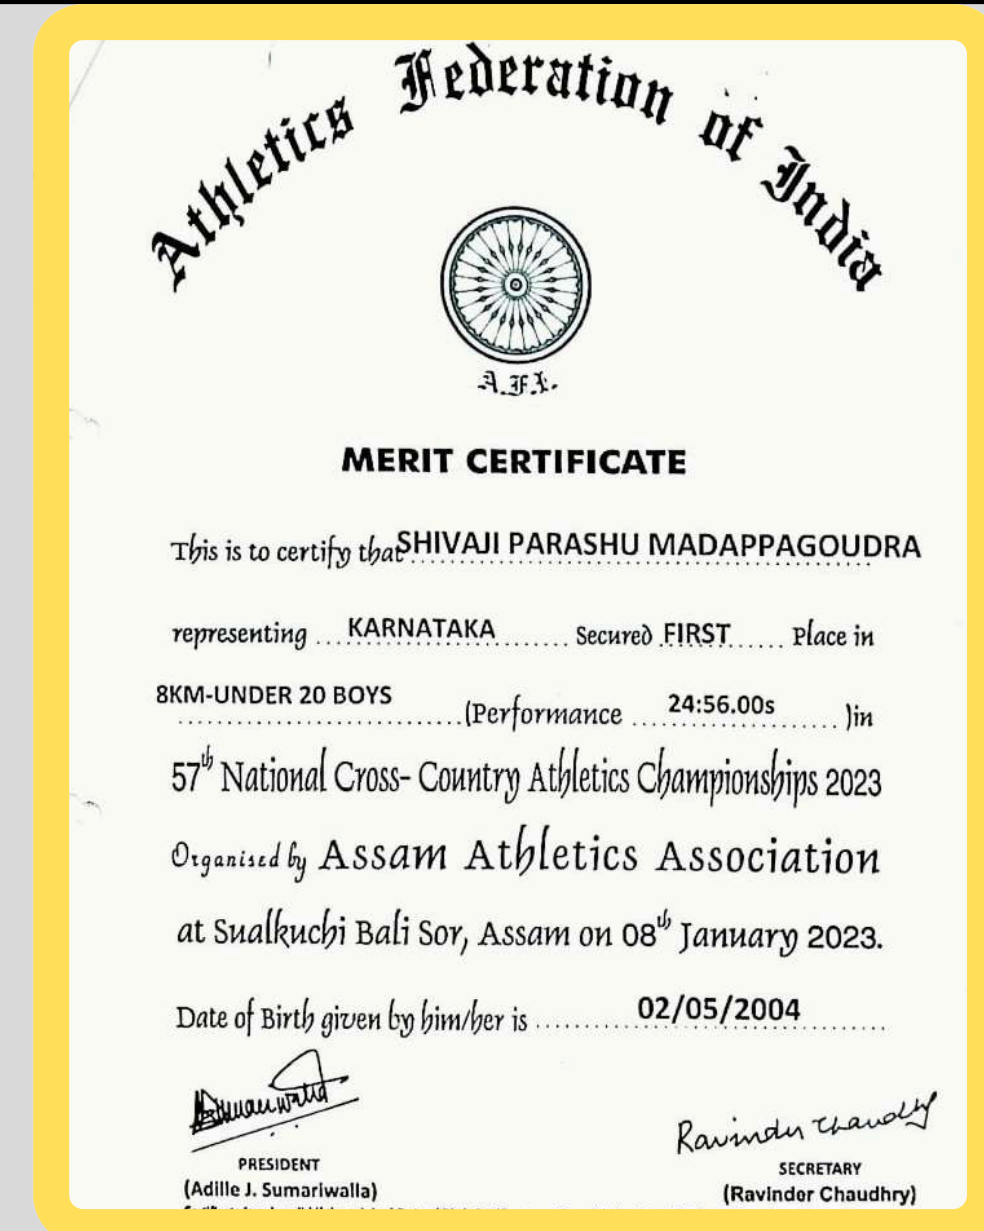 Athletics Federation of India
A.F.I.
MERIT CERTIFICATE
This is to certify that SHIVAJI PARASHU MADAPPAGOUDRA
representing KARNATAKA Secured FIRST Place in
8KM-UNDER 20 BOYS (Performance 24:56.00s )in
57th National Cross- Country Athletics Championships 2023
Organised by Assam Athletics Association
at Sualkuchi Bali Sor, Assam on 08th January 2023.
Date of Birth given by him/her is 02/05/2004
Ravinder Chaudhry
PRESIDENT SECRETARY
(Adille J. Sumariwalla) (Ravinder Chaudhry)